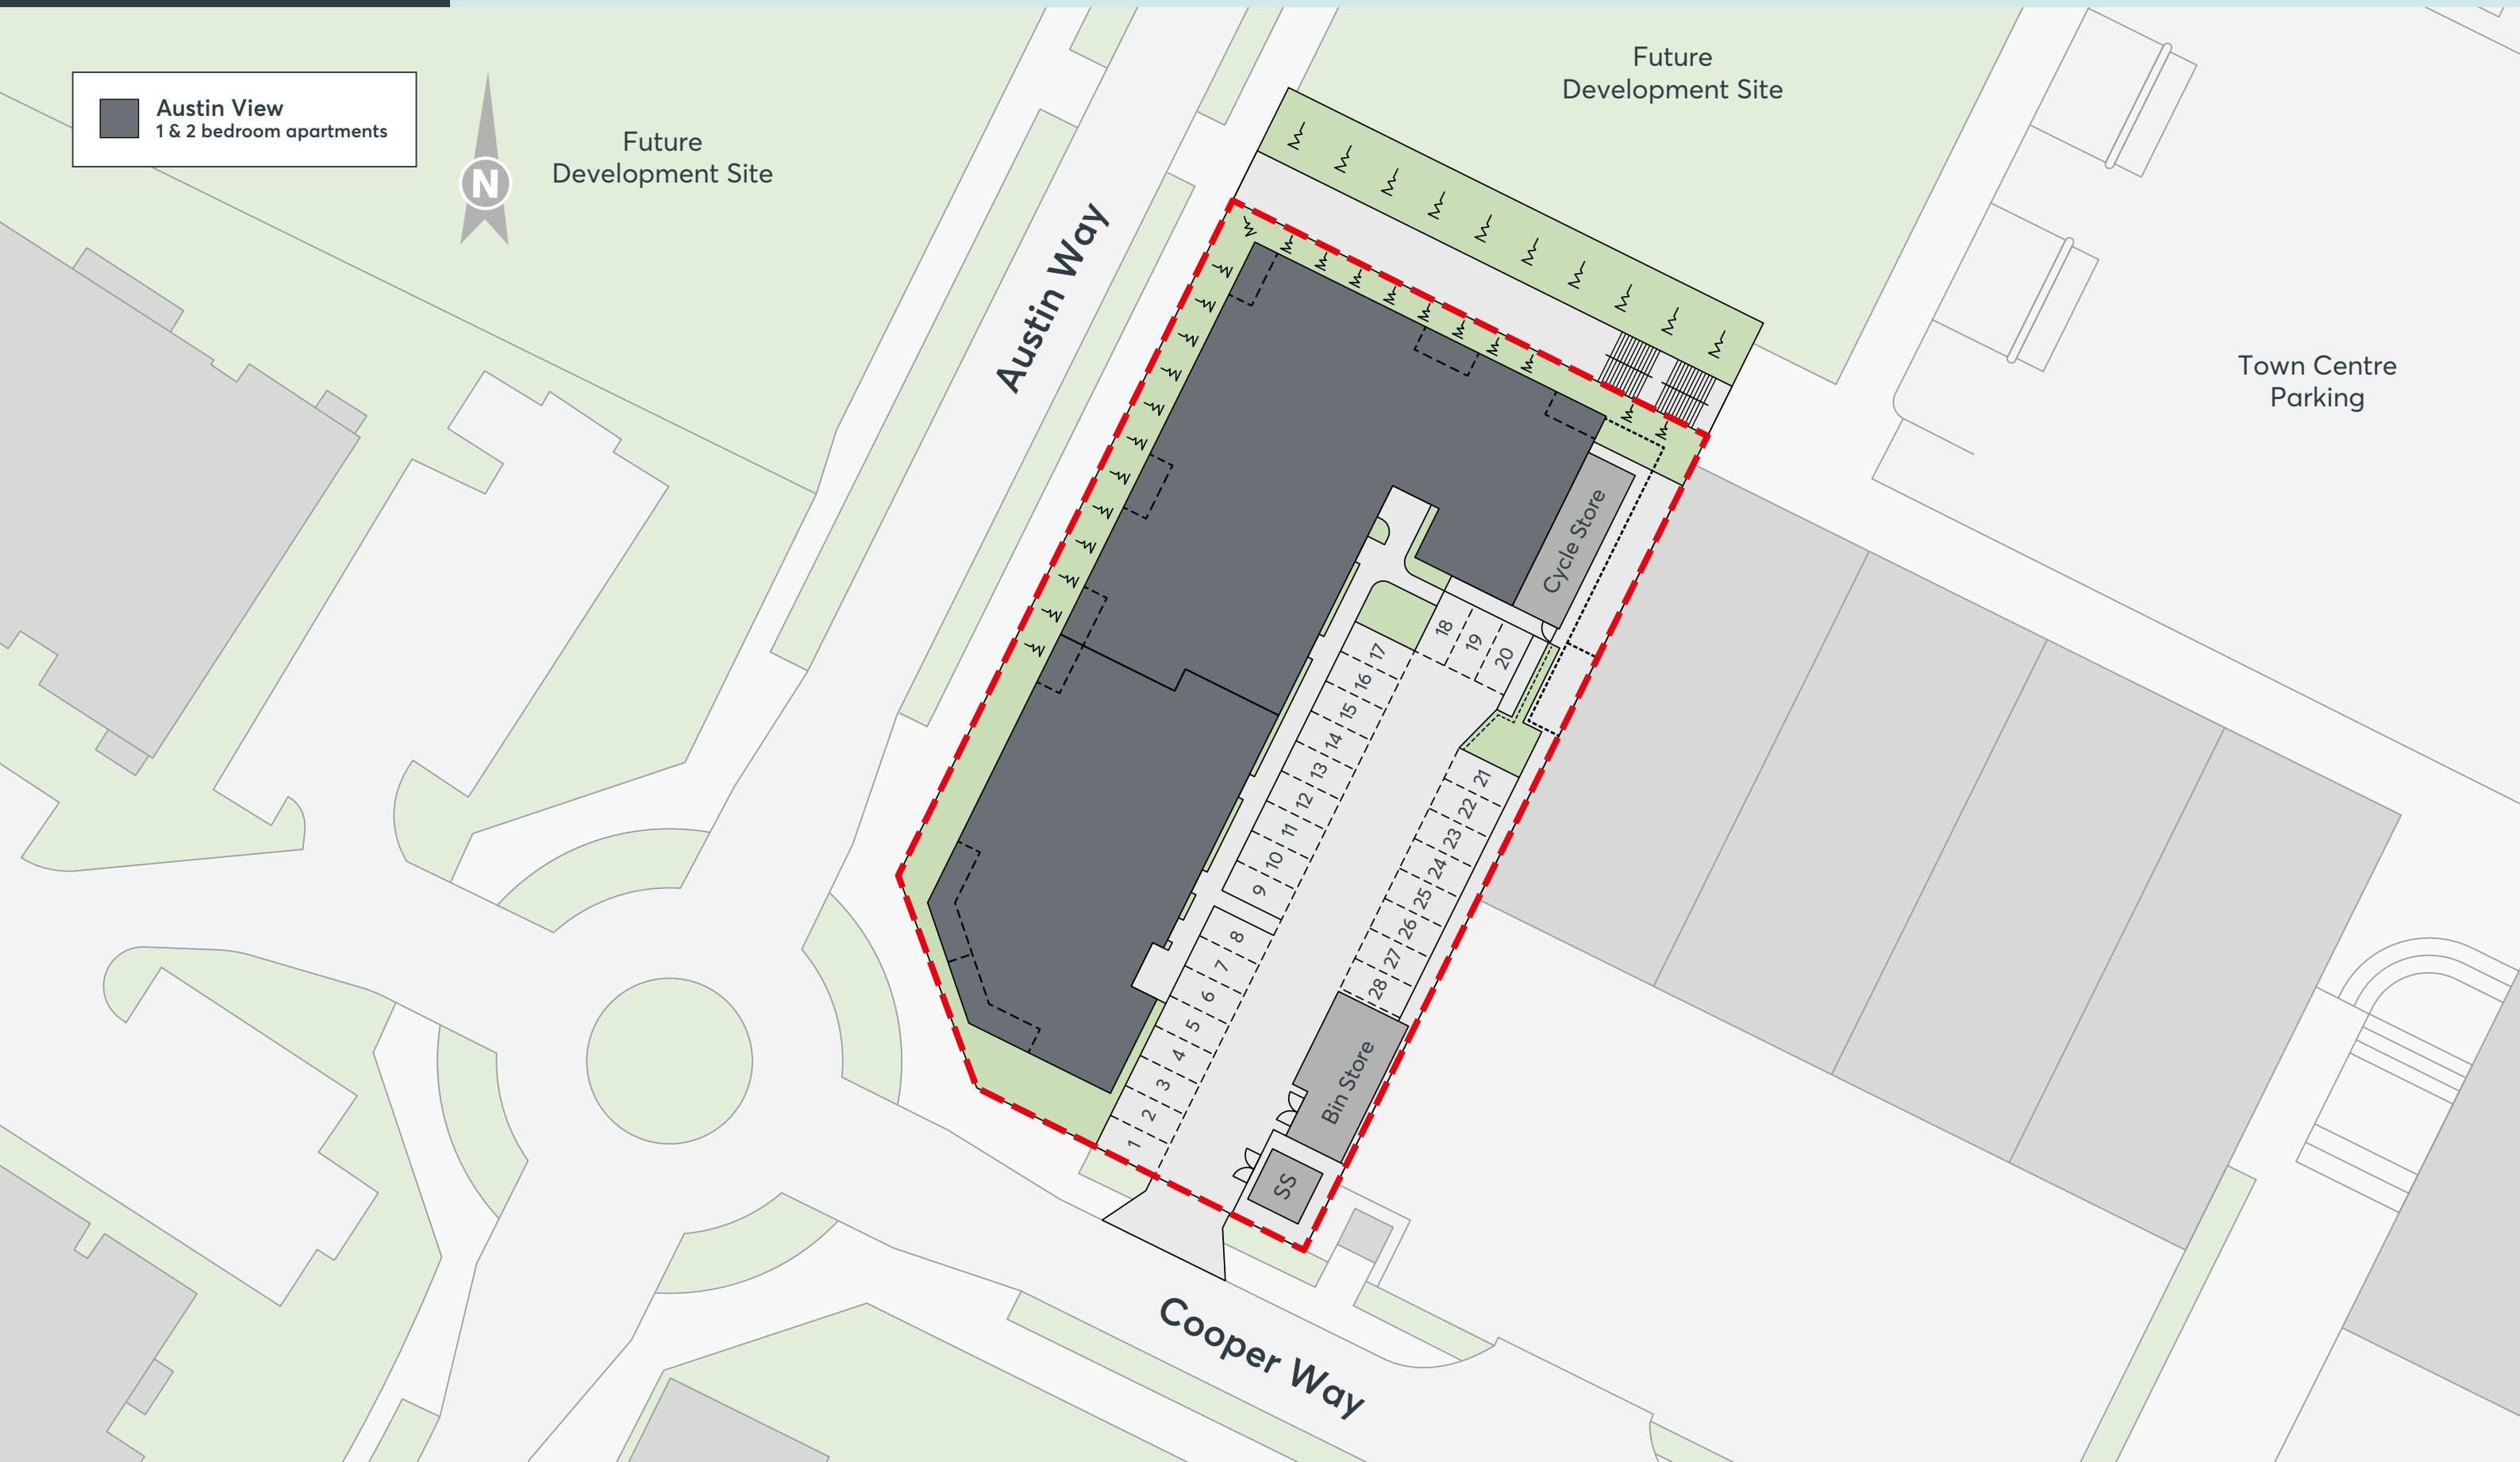 Austin View
1 & 2 bedroom apartments
N
Future
Development Site
Future
Development Site
Austin Way
Town Centre
Parking
Cycle Store
18
19
20
17
16
15
14
13
12
11
10
9
8
7
6
5
4
3
2
1
21
22
23
24
25
26
27
28
Bin Store
SS
Cooper Way